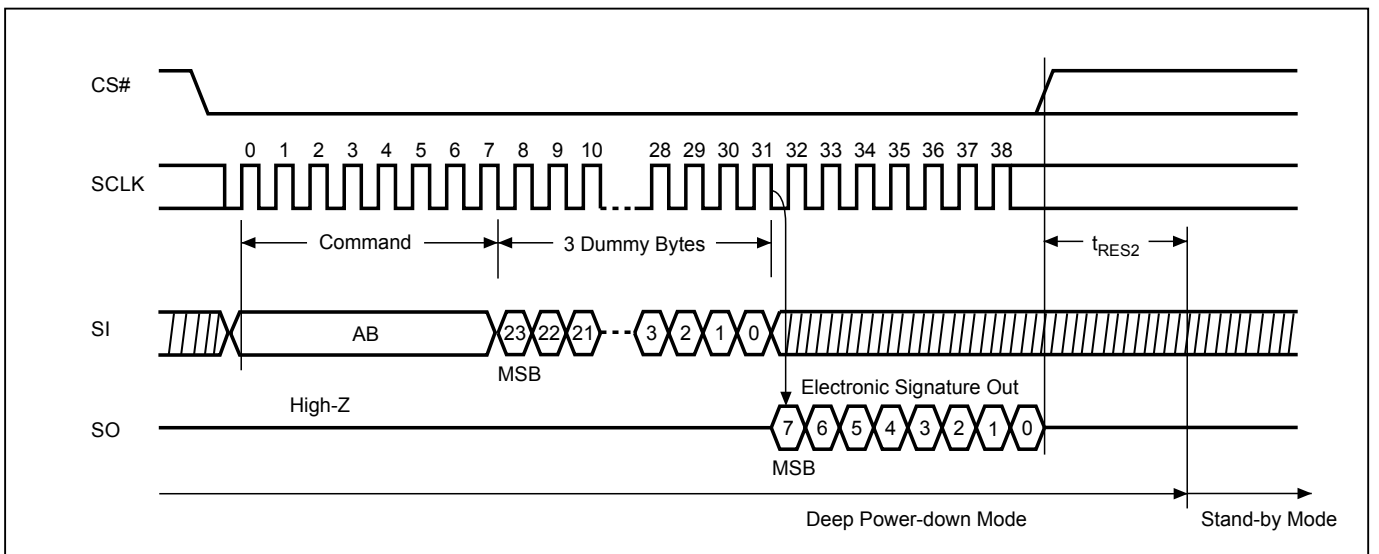 CS#
0 1 2 3 4 5 6 7 8 9 10 28 29 30 31 32 33 34 35 36 37 38
SCLK
Command 3 Dummy Bytes tRES2
SI
AB 23 22 21 3 2 1 0
MSB
Electronic Signature Out
High-Z
SO
7 6 5 4 3 2 1 0
MSB
Deep Power-down Mode Stand-by Mode